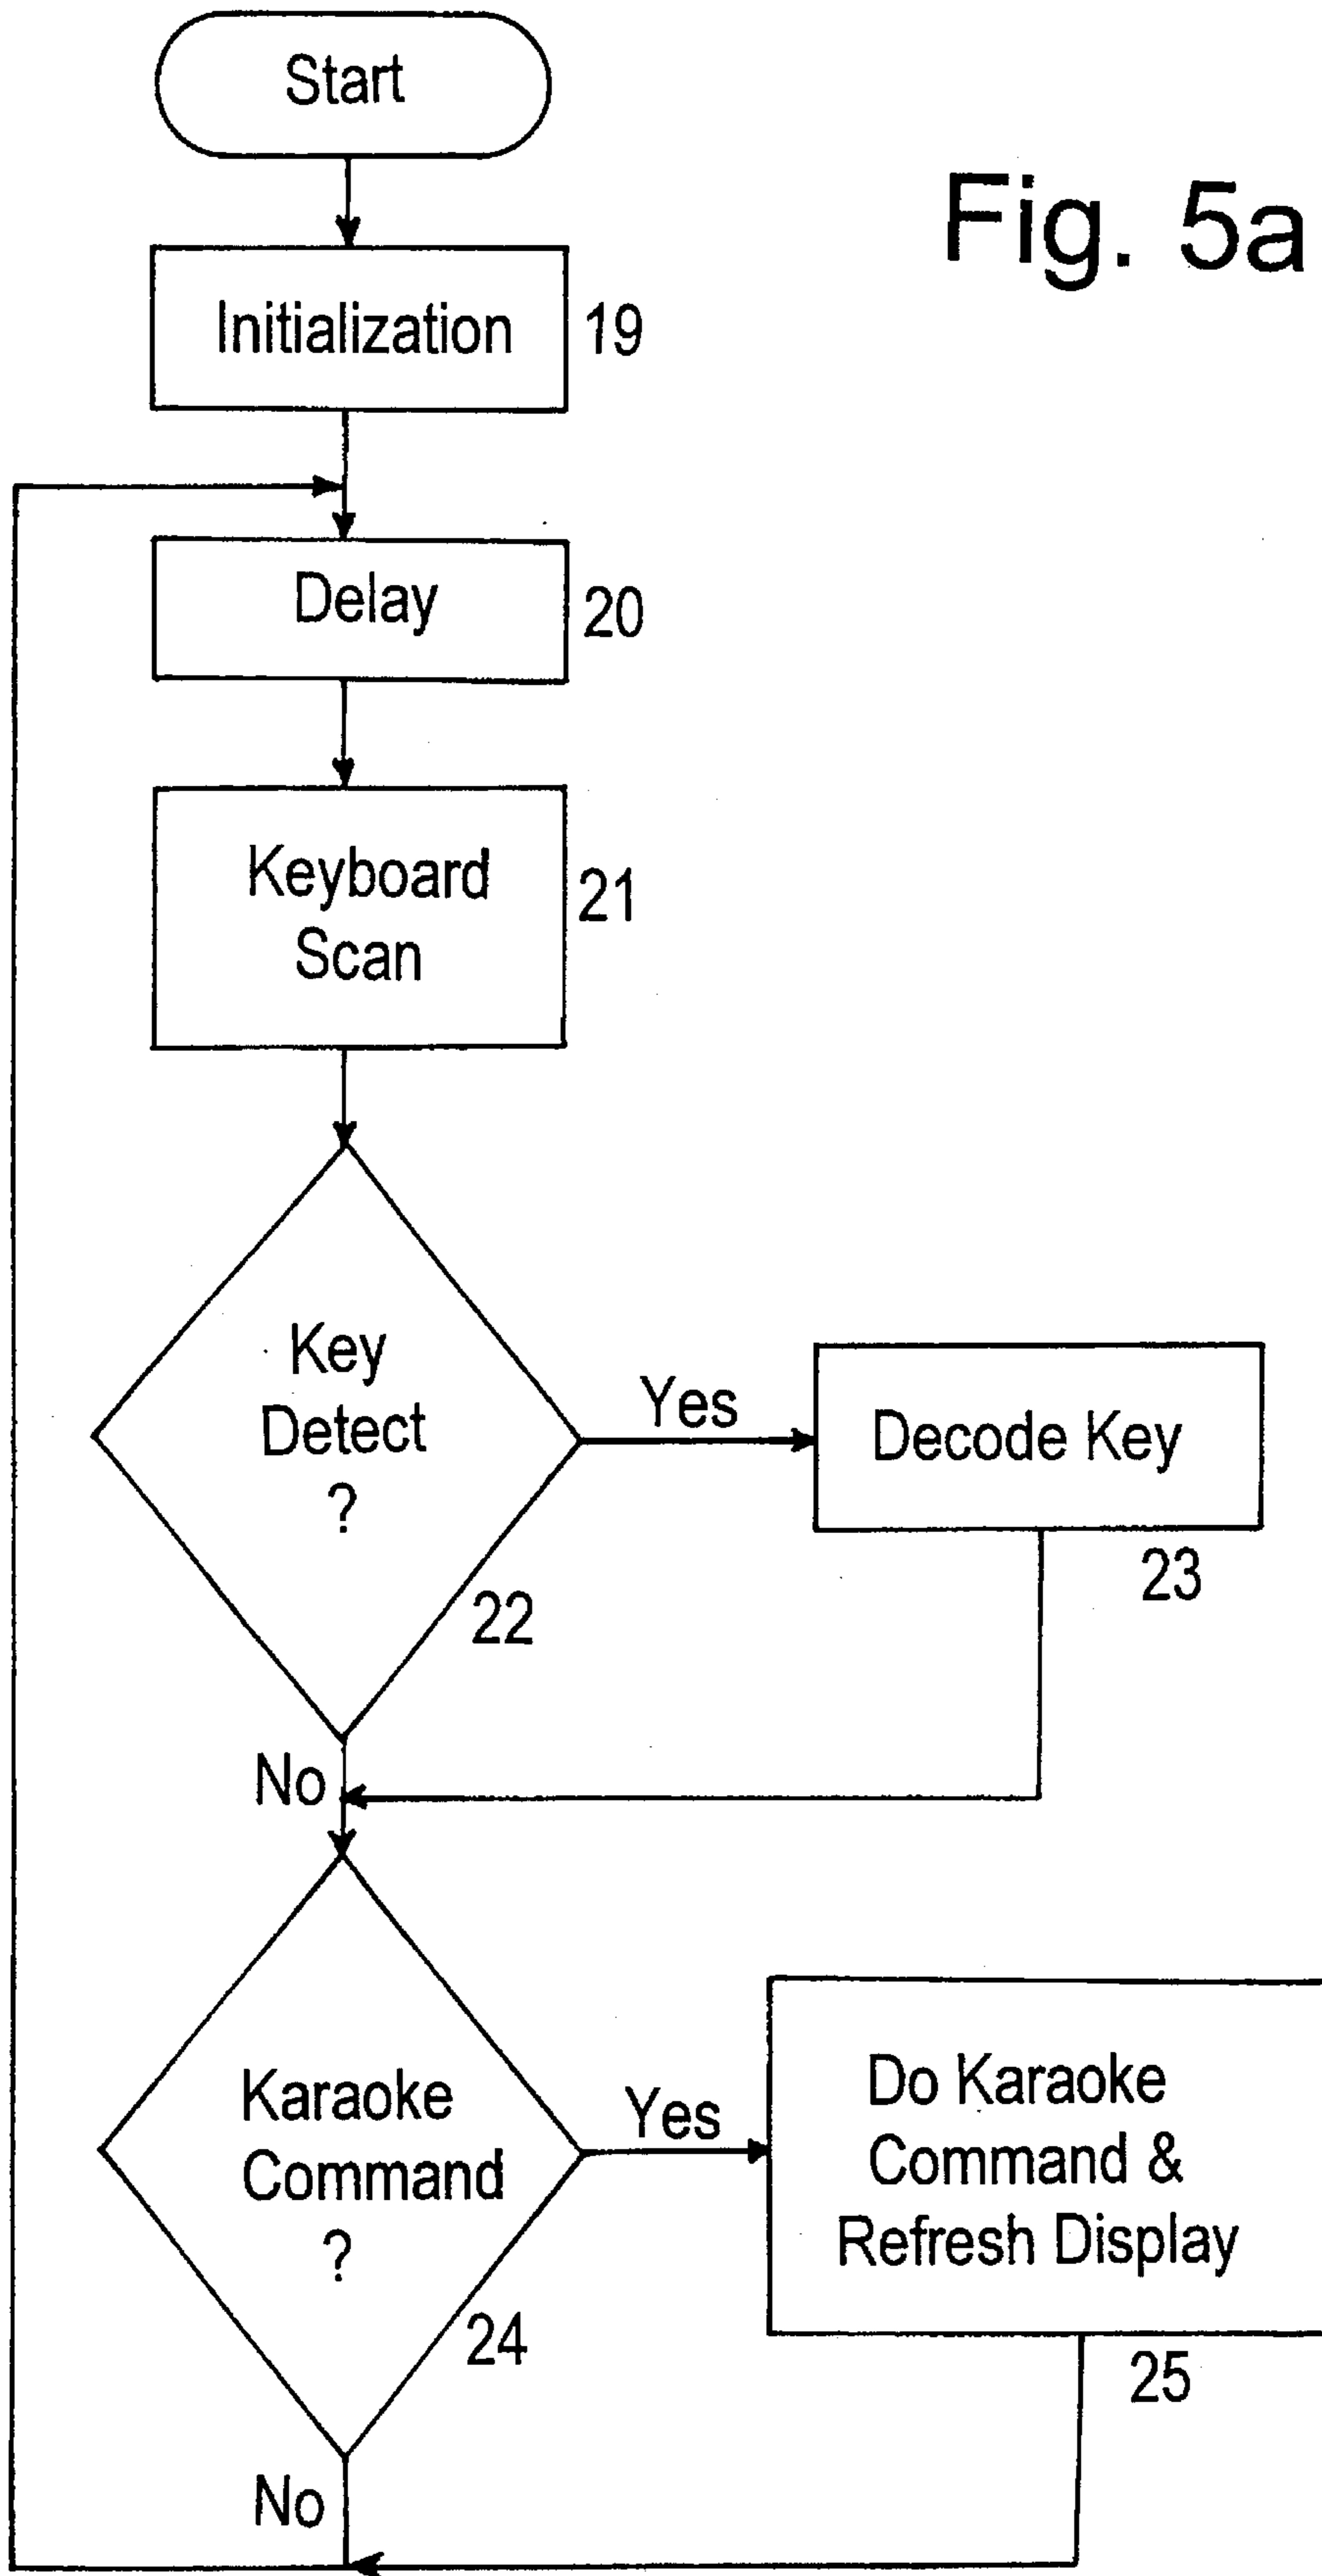 Start
Fig. 5a
Initialization
19
Delay
20
Keyboard
Scan
21
Key
Detect
?
Yes
Decode Key
22
23
No
Karaoke
Command
?
Yes
Do Karaoke
Command &
Refresh Display
24
25
No